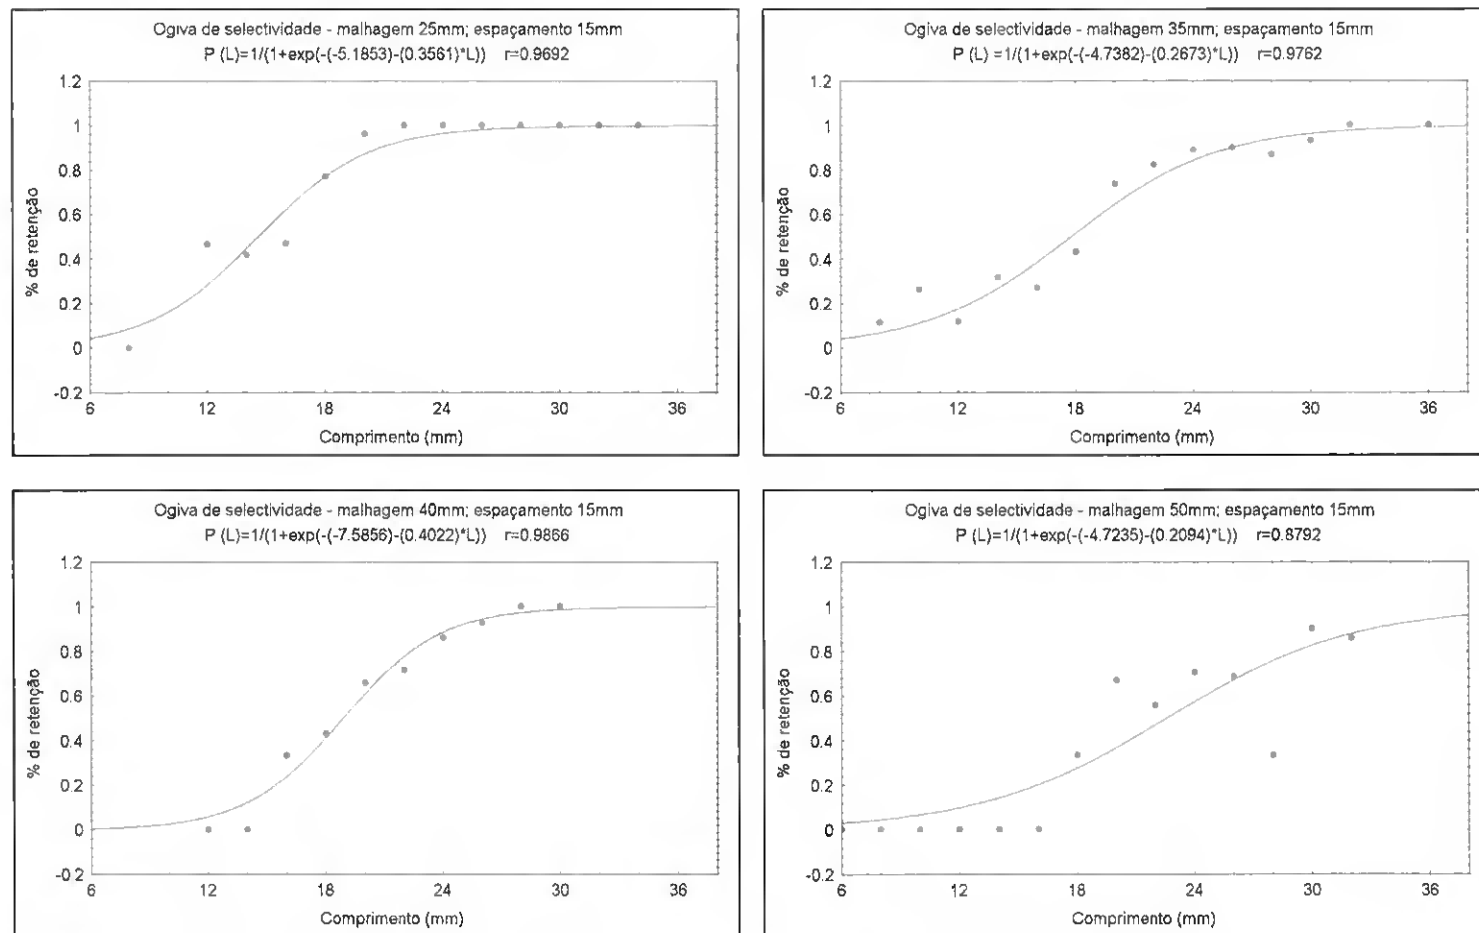 Ogiva de selectividade - malhagem 25mm; espaçamento 15mm
P (L)=1/(1+exp(-(-5.1853)-(0.3561)*L)) r=0.9692
1.2
1
0.8
0.6
0.4
0.2
0
-0.2
% de retenção
6 12 18 24 30 36
Comprimento (mm)
Ogiva de selectividade - malhagem 35mm; espaçamento 15mm
P (L) =1/(1+exp(-(-4.7382)-(0.2673)*L)) r=0.9762
1.2
1
0.8
0.6
0.4
0.2
0
-0.2
% de retenção
6 12 18 24 30 36
Comprimento (mm)
Ogiva de selectividade - malhagem 40mm; espaçamento 15mm
P (L)=1/(1+exp(-(-7.5856)-(0.4022)*L)) r=0.9866
1.2
1
0.8
0.6
0.4
0.2
0
-0.2
% de retenção
6 12 18 24 30 36
Comprimento (mm)
Ogiva de selectividade - malhagem 50mm; espaçamento 15mm
P (L)=1/(1+exp(-(-4.7235)-(0.2094)*L)) r=0.8792
1.2
1
0.8
0.6
0.4
0.2
0
-0.2
% de retenção
6 12 18 24 30 36
Comprimento (mm)